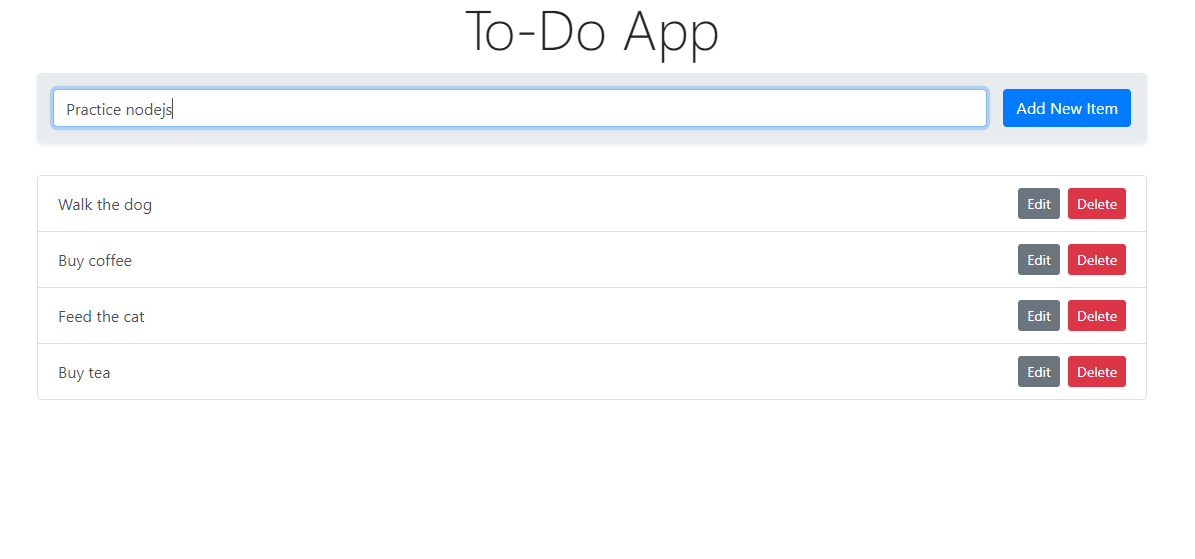 To-Do App
Practice nodejs
Add New Item
Walk the dog Edit Delete
Buy coffee Edit Delete
Feed the cat Edit Delete
Buy tea Edit Delete